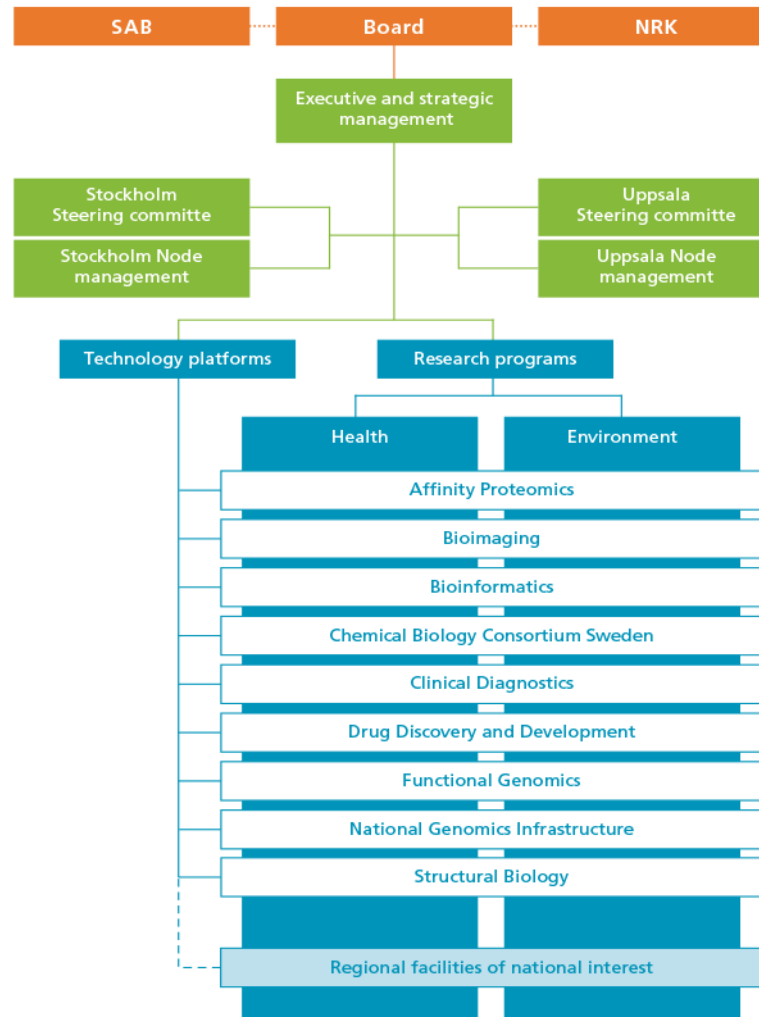 SAB
Board
NRK
Executive and strategic
management
Stockholm
Steering committe
Uppsala
Steering committe
Stockholm Node
management
Uppsala Node
management
Technology platforms
Research programs
Health
Environment
Affinity Proteomics
Bioimaging
Bioinformatics
Chemical Biology Consortium Sweden
Clinical Diagnostics
Drug Discovery and Development
Functional Genomics
National Genomics Infrastructure
Structural Biology
Regional facilities of national interest